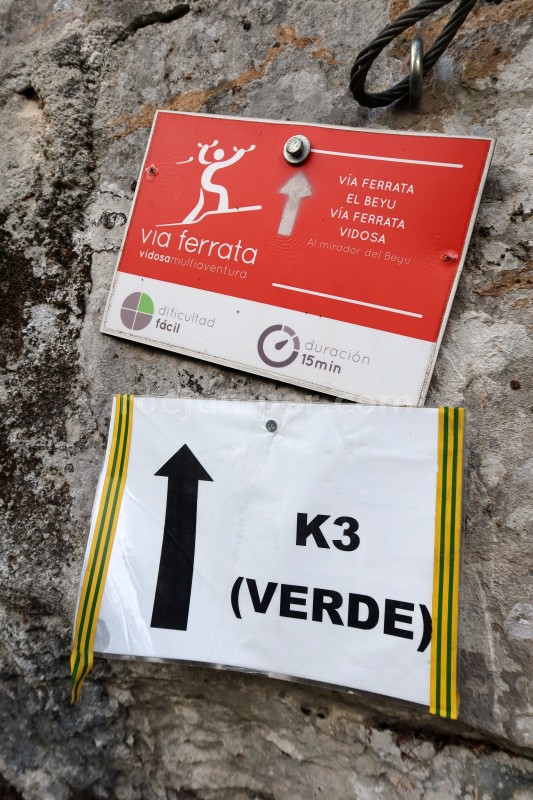 VÍA FERRATA
EL BEYU
VÍA FERRATA
VIDOSA
Al mirador del Beyu
vía ferrata
vidosamultiaventura
dificultad
fácil
duración
15min
K3
(VERDE)